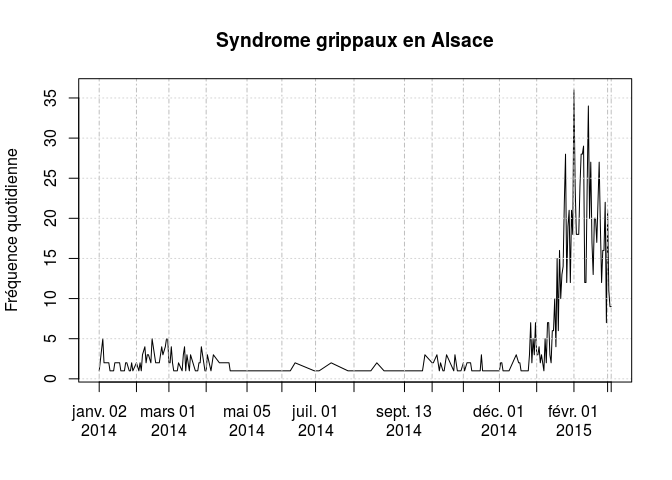 Syndrome grippaux en Alsace
Fréquence quotidienne
35
30
25
20
15
10
5
0
janv. 02 mars 01 mai 05 juil. 01 sept. 13 déc. 01 févr. 01
2014 2014 2014 2014 2014 2014 2015